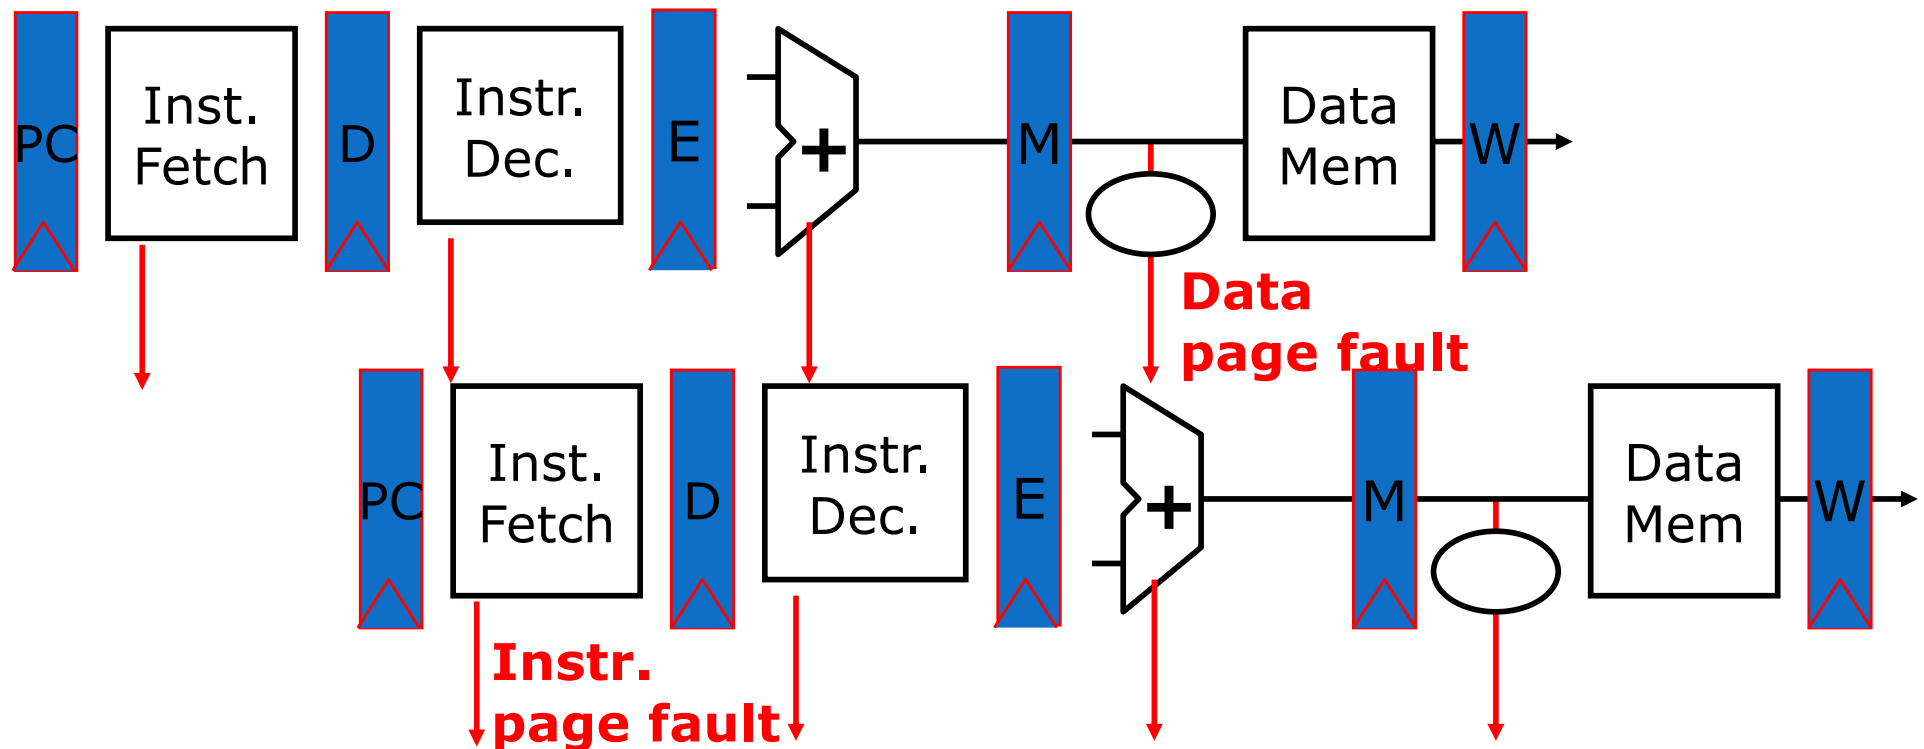 PC
Inst.
Fetch
D
Instr.
Dec.
E
+
M
Data
Mem
W
Data
page fault
PC
Inst.
Fetch
D
Instr.
Dec.
E
+
M
Data
Mem
W
Instr.
page fault